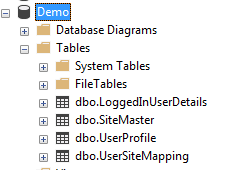 Demo
Database Diagrams
Tables
System Tables
FileTables
dbo.LoggedInUserDetails
dbo.SiteMaster
dbo.UserProfile
dbo.UserSiteMapping